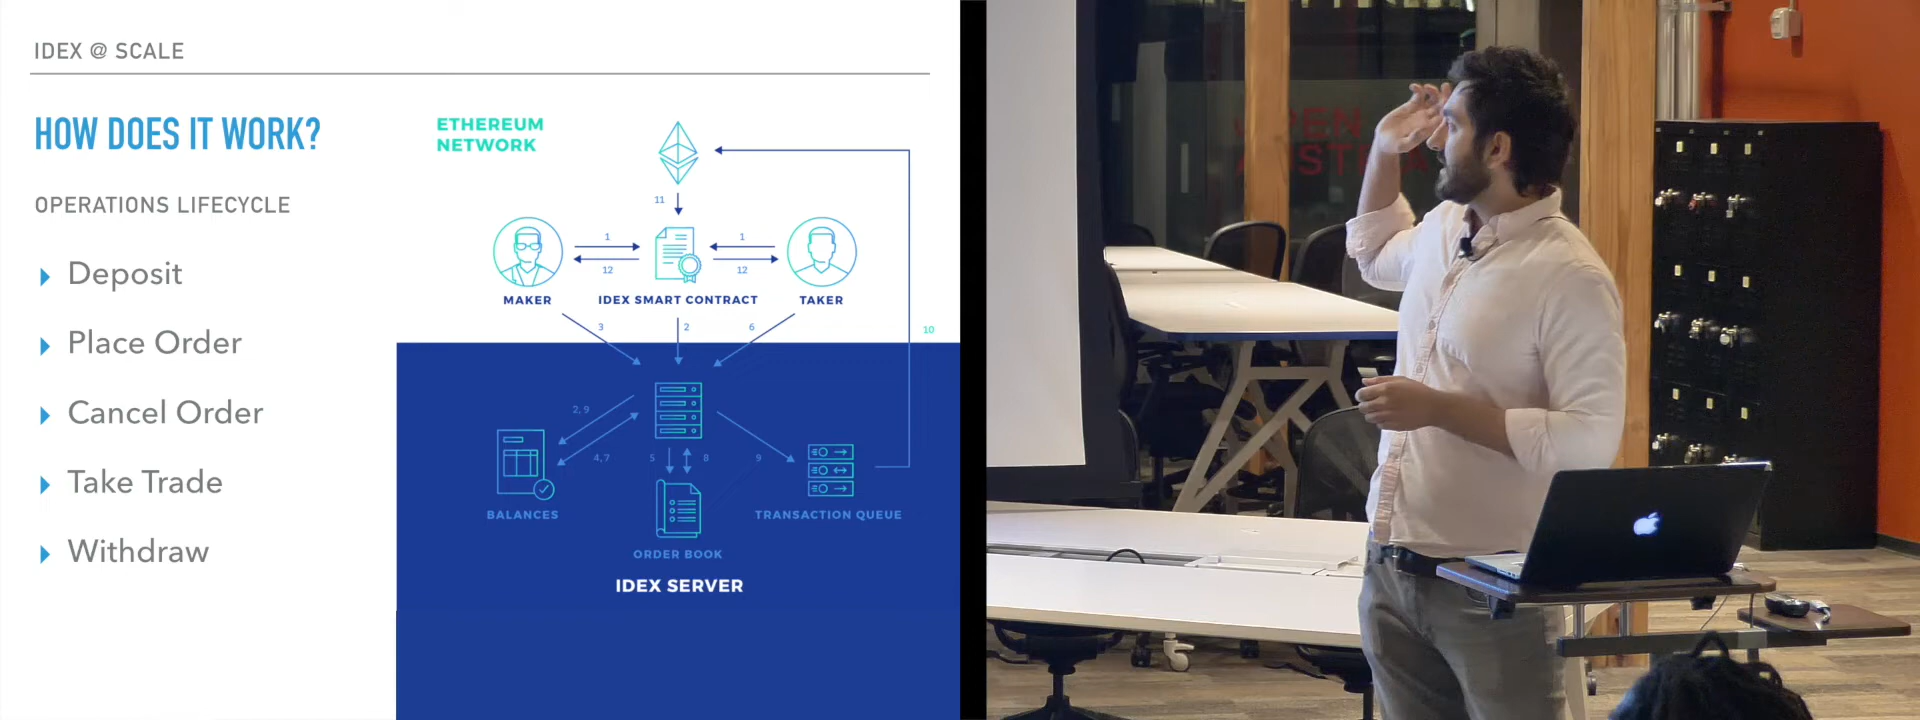 IDEX @ SCALE
HOW DOES IT WORK?
OPERATIONS LIFECYCLE
Deposit
Place Order
Cancel Order
Take Trade
Withdraw
ETHEREUM
NETWORK
11
1
1
12
12
MAKER
IDEX SMART CONTRACT
TAKER
3
2
6
10
2, 9
4,7
5
8
9
BALANCES
TRANSACTION QUEUE
ORDER BOOK
IDEX SERVER
OPEN
AUSTIN